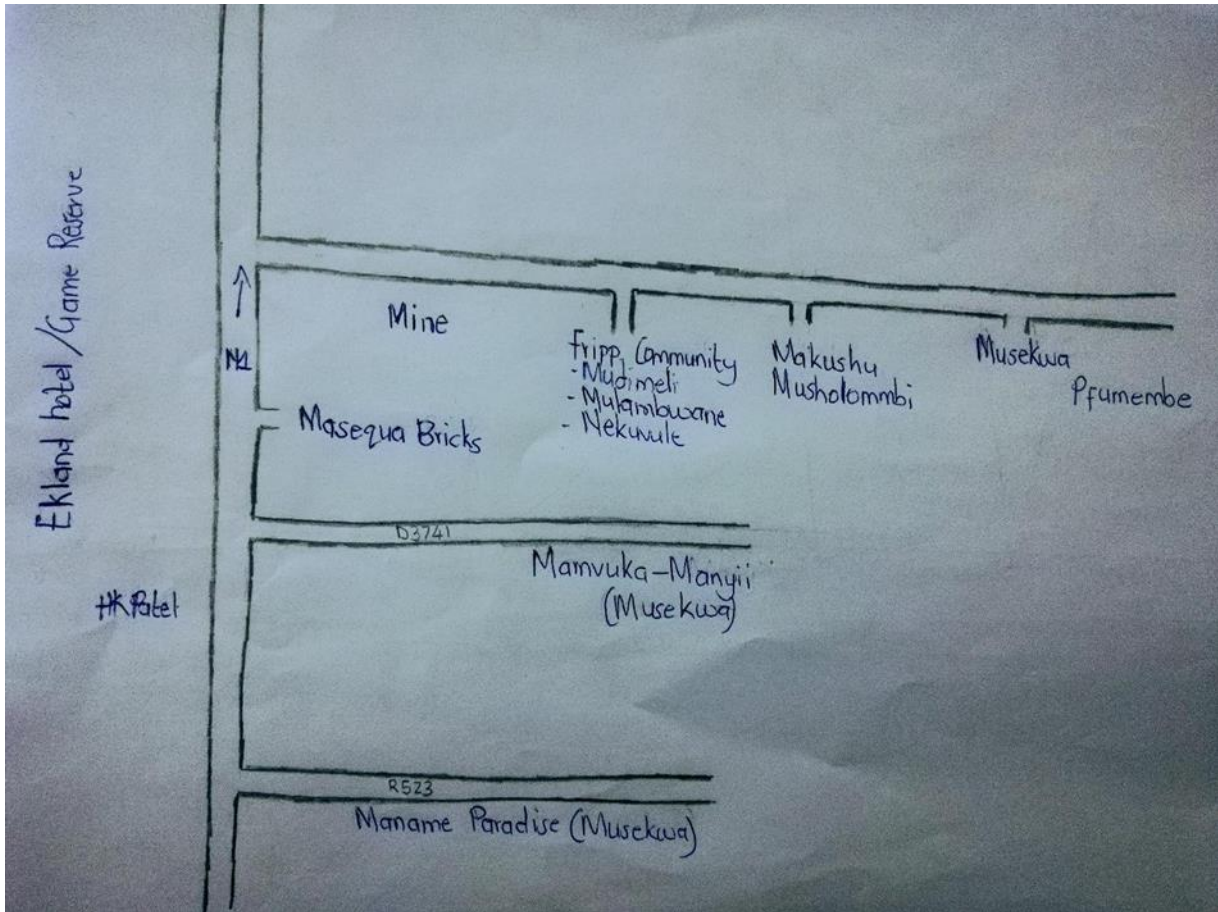 Ekland hotel /Game Reserve
N1
Mine
Fripp Community
- Mudimeli
- Mulambwane
- Nekuvule
Makushu
Musholommbi
Musekwa
Pfumembe
Masequa Bricks
D3741
Mamvuka-Manyii
(Musekwa)
HK Patel
R523
Maname Paradise (Musekwa)